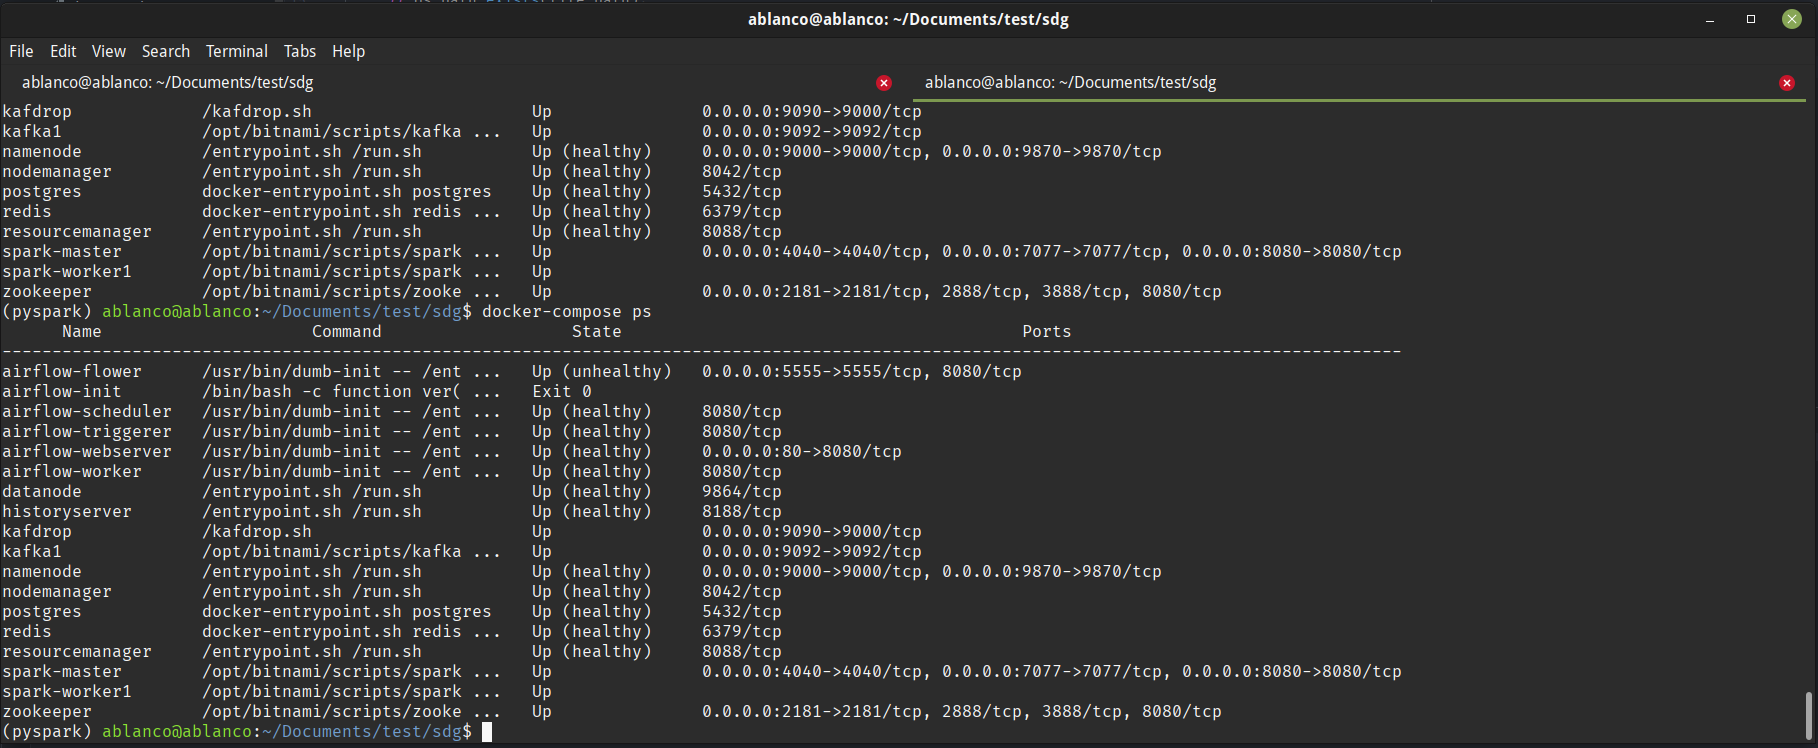 ablanco@ablanco: ~/Documents/test/sdg
File Edit View Search Terminal Tabs Help
ablanco@ablanco: ~/Documents/test/sdg ablanco@ablanco: ~/Documents/test/sdg
kafdrop /kafdrop.sh Up 0.0.0.0:9090->9000/tcp
kafka1 /opt/bitnami/scripts/kafka ... Up 0.0.0.0:9092->9092/tcp
namenode /entrypoint.sh /run.sh Up (healthy) 0.0.0.0:9000->9000/tcp, 0.0.0.0:9870->9870/tcp
nodemanager /entrypoint.sh /run.sh Up (healthy) 8042/tcp
postgres docker-entrypoint.sh postgres Up (healthy) 5432/tcp
redis docker-entrypoint.sh redis ... Up (healthy) 6379/tcp
resourcemanager /entrypoint.sh /run.sh Up (healthy) 8088/tcp
spark-master /opt/bitnami/scripts/spark ... Up 0.0.0.0:4040->4040/tcp, 0.0.0.0:7077->7077/tcp, 0.0.0.0:8080->8080/tcp
spark-worker1 /opt/bitnami/scripts/spark ... Up
zookeeper /opt/bitnami/scripts/zooke ... Up 0.0.0.0:2181->2181/tcp, 2888/tcp, 3888/tcp, 8080/tcp
(pyspark) ablanco@ablanco:~/Documents/test/sdg$ docker-compose ps
Name Command State Ports
--------------------------------------------------------------------------------------------------------------------------------------------
airflow-flower /usr/bin/dumb-init -- /ent ... Up (unhealthy) 0.0.0.0:5555->5555/tcp, 8080/tcp
airflow-init /bin/bash -c function ver( ... Exit 0
airflow-scheduler /usr/bin/dumb-init -- /ent ... Up (healthy) 8080/tcp
airflow-triggerer /usr/bin/dumb-init -- /ent ... Up (healthy) 8080/tcp
airflow-webserver /usr/bin/dumb-init -- /ent ... Up (healthy) 0.0.0.0:80->8080/tcp
airflow-worker /usr/bin/dumb-init -- /ent ... Up (healthy) 8080/tcp
datanode /entrypoint.sh /run.sh Up (healthy) 9864/tcp
historyserver /entrypoint.sh /run.sh Up (healthy) 8188/tcp
kafdrop /kafdrop.sh Up 0.0.0.0:9090->9000/tcp
kafka1 /opt/bitnami/scripts/kafka ... Up 0.0.0.0:9092->9092/tcp
namenode /entrypoint.sh /run.sh Up (healthy) 0.0.0.0:9000->9000/tcp, 0.0.0.0:9870->9870/tcp
nodemanager /entrypoint.sh /run.sh Up (healthy) 8042/tcp
postgres docker-entrypoint.sh postgres Up (healthy) 5432/tcp
redis docker-entrypoint.sh redis ... Up (healthy) 6379/tcp
resourcemanager /entrypoint.sh /run.sh Up (healthy) 8088/tcp
spark-master /opt/bitnami/scripts/spark ... Up 0.0.0.0:4040->4040/tcp, 0.0.0.0:7077->7077/tcp, 0.0.0.0:8080->8080/tcp
spark-worker1 /opt/bitnami/scripts/spark ... Up
zookeeper /opt/bitnami/scripts/zooke ... Up 0.0.0.0:2181->2181/tcp, 2888/tcp, 3888/tcp, 8080/tcp
(pyspark) ablanco@ablanco:~/Documents/test/sdg$